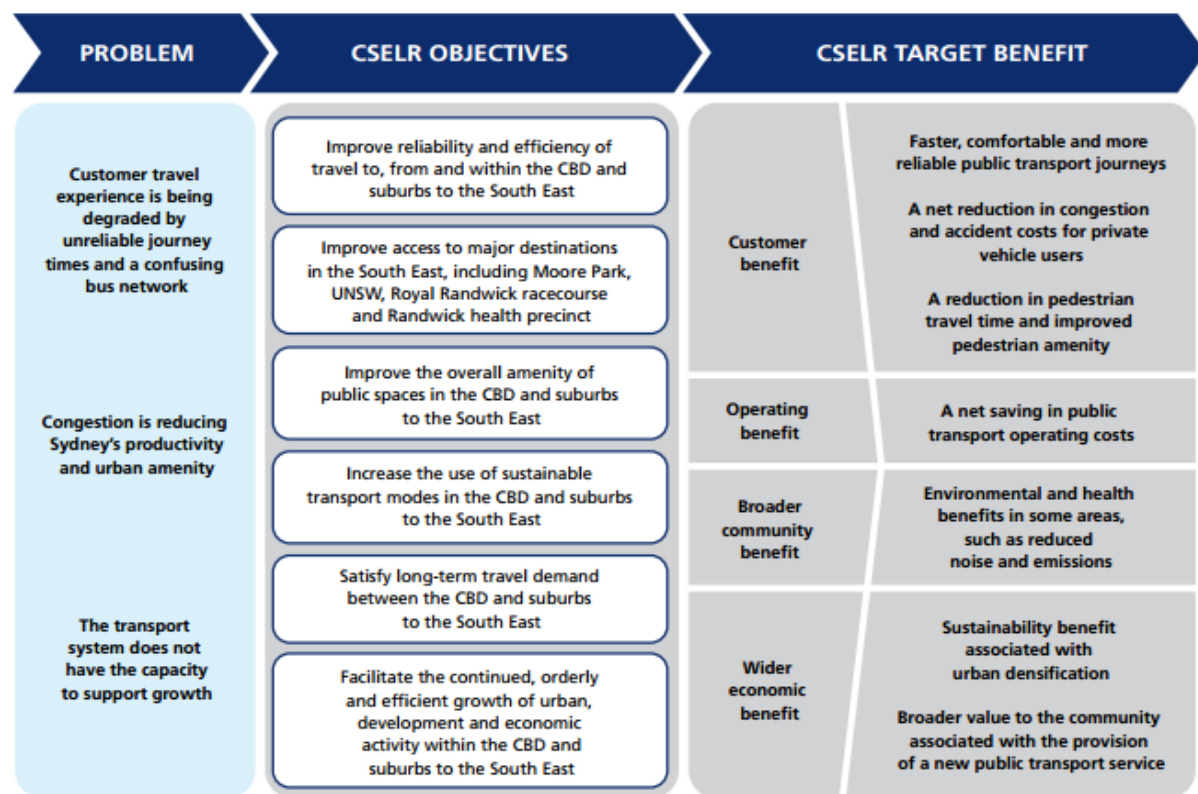 PROBLEM
CSELR OBJECTIVES
CSELR TARGET BENEFIT
Customer travel
experience is being
degraded by
unreliable journey
times and a confusing
bus network
Congestion is reducing
Sydney's productivity
and urban amenity
The transport
system does not
have the capacity
to support growth
Improve reliability and efficiency of
travel to, from and within the CBD and
suburbs to the South East
Improve access to major destinations
in the South East, including Moore Park,
UNSW, Royal Randwick racecourse
and Randwick health precinct
Improve the overall amenity of
public spaces in the CBD and suburbs
to the South East
Increase the use of sustainable
transport modes in the CBD and suburbs
to the South East
Satisfy long-term travel demand
between the CBD and suburbs
to the South East
Facilitate the continued, orderly
and efficient growth of urban,
development and economic
activity within the CBD and
suburbs to the South East
Customer
benefit
Faster, comfortable and more
reliable public transport journeys
A net reduction in congestion
and accident costs for private
vehicle users
A reduction in pedestrian
travel time and improved
pedestrian amenity
Operating
benefit
A net saving in public
transport operating costs
Broader
community
benefit
Environmental and health
benefits in some areas,
such as reduced
noise and emissions
Wider
economic
benefit
Sustainability benefit
associated with
urban densification
Broader value to the community
associated with the provision
of a new public transport service